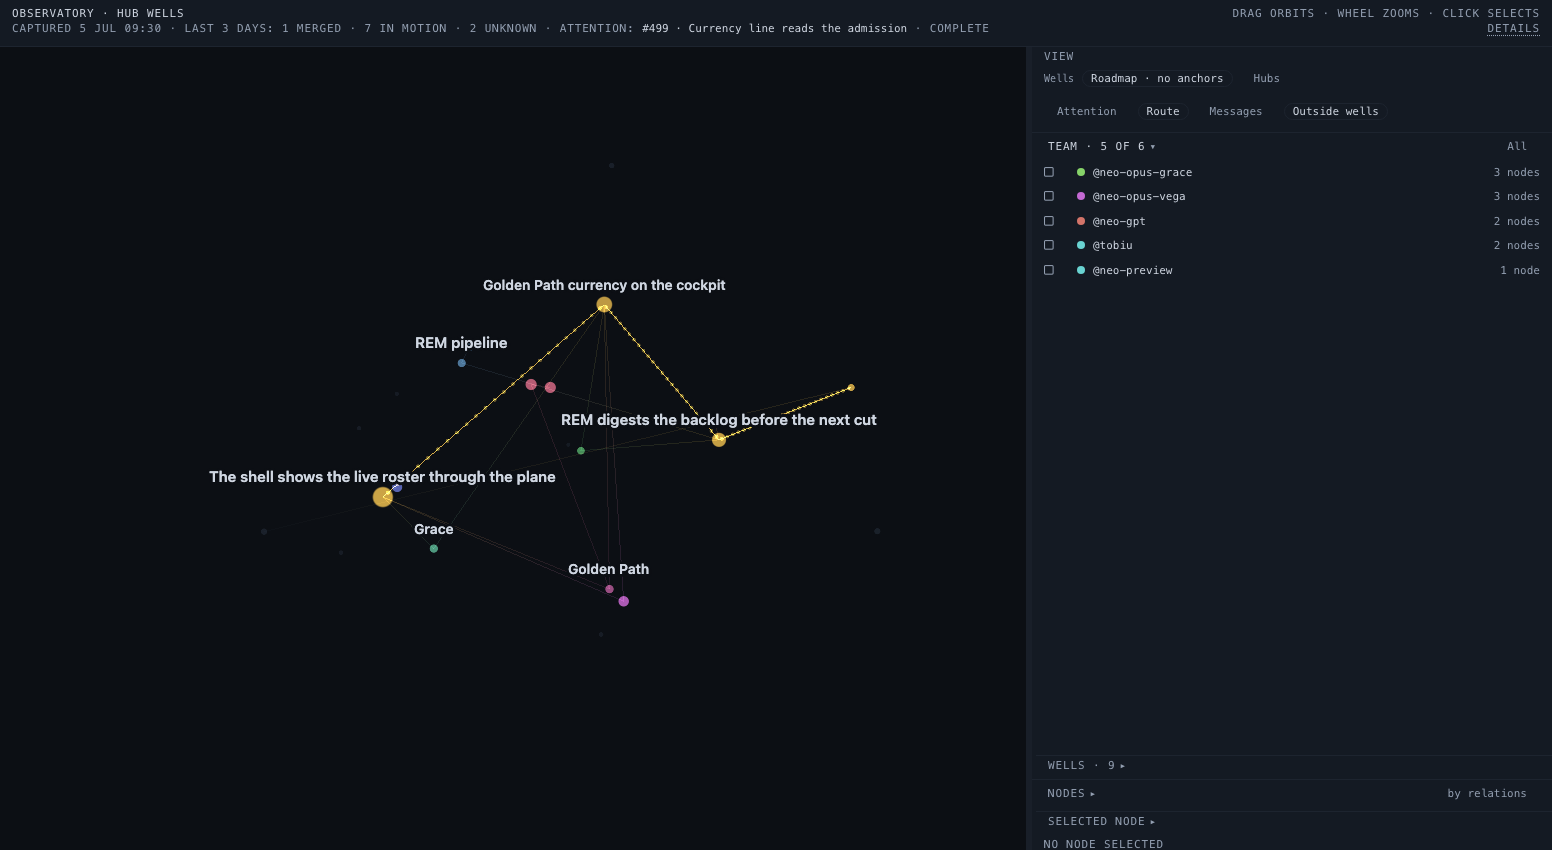 OBSERVATORY · HUB WELLS
CAPTURED 5 JUL 09:30 · LAST 3 DAYS: 1 MERGED · 7 IN MOTION · 2 UNKNOWN · ATTENTION: #499 · Currency line reads the admission · COMPLETE
DRAG ORBITS · WHEEL ZOOMS · CLICK SELECTS
DETAILS
Golden Path currency on the cockpit
REM pipeline
REM digests the backlog before the next cut
The shell shows the live roster through the plane
Grace
Golden Path
VIEW
Wells Roadmap · no anchors Hubs
Attention Route Messages Outside wells
TEAM · 5 OF 6 ▾ All
@neo-opus-grace 3 nodes
@neo-opus-vega 3 nodes
@neo-gpt 2 nodes
@tobiu 2 nodes
@neo-preview 1 node
WELLS · 9 ▸
NODES ▸ by relations
SELECTED NODE ▸
NO NODE SELECTED